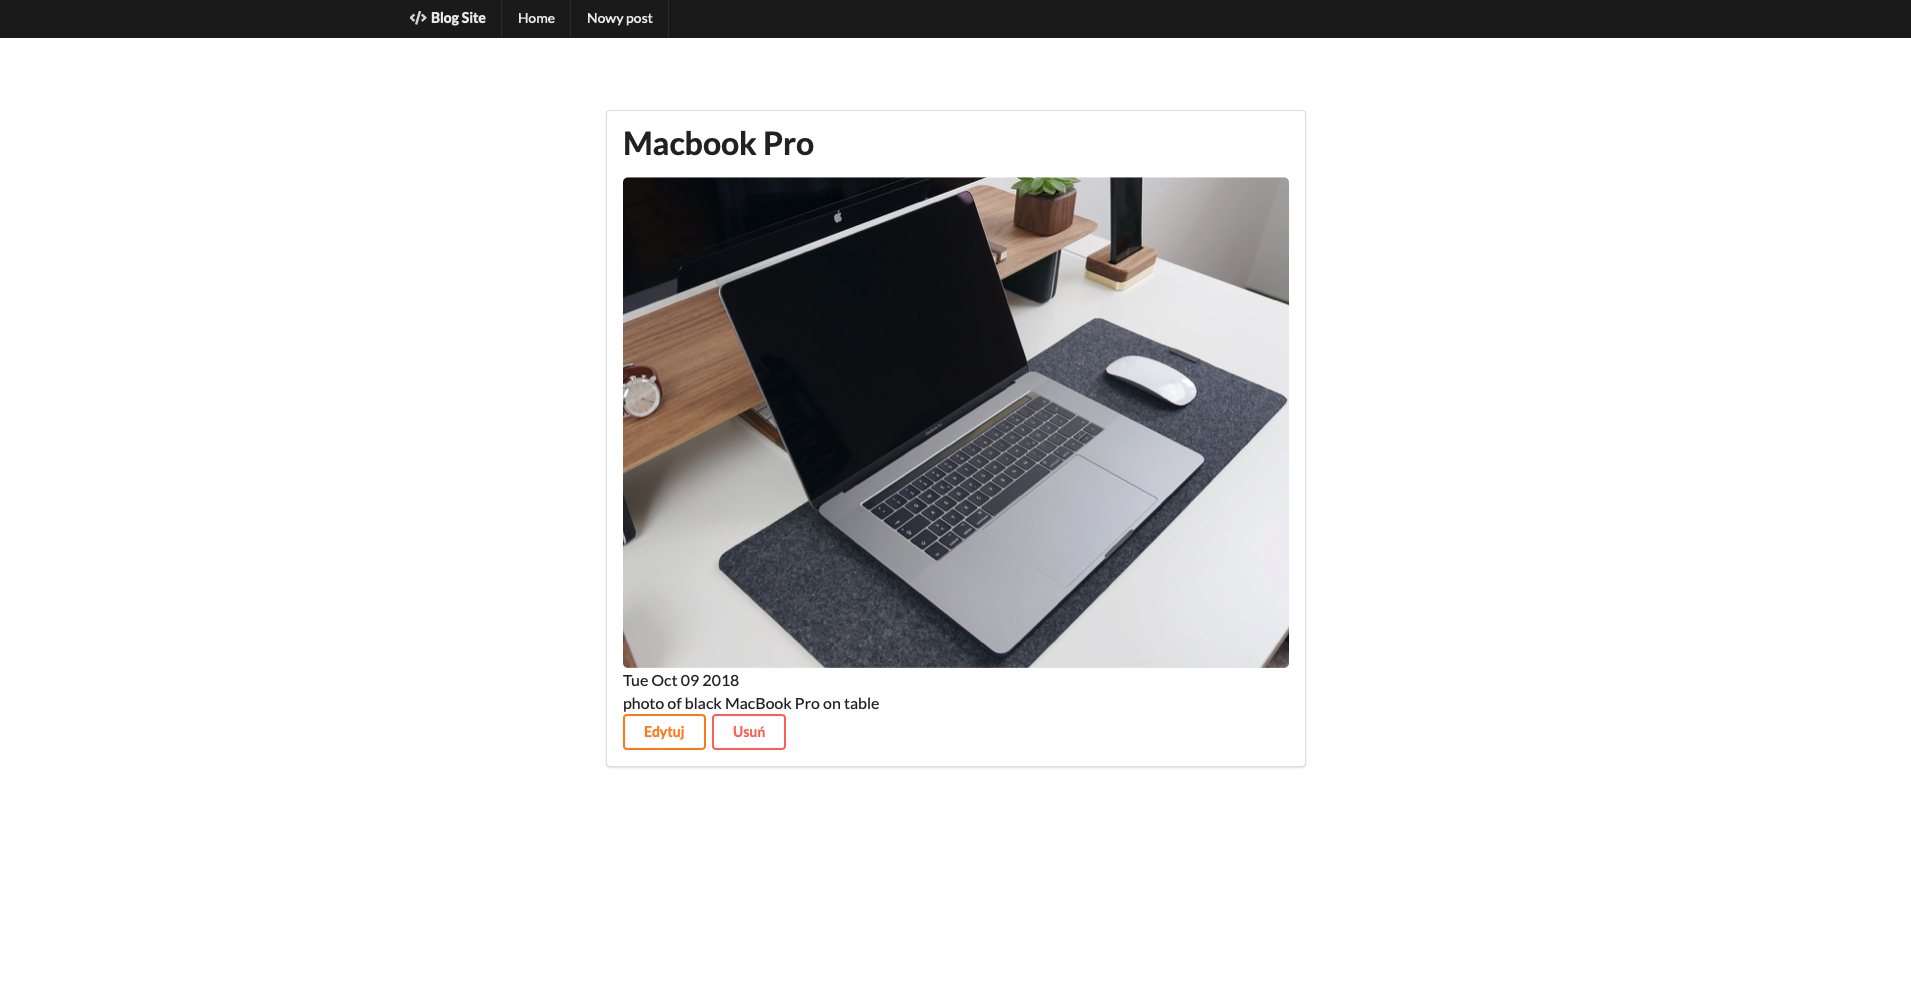 Blog Site
Home
Nowy post
Macbook Pro
Tue Oct 09 2018
photo of black MacBook Pro on table
Edytuj
Usuń